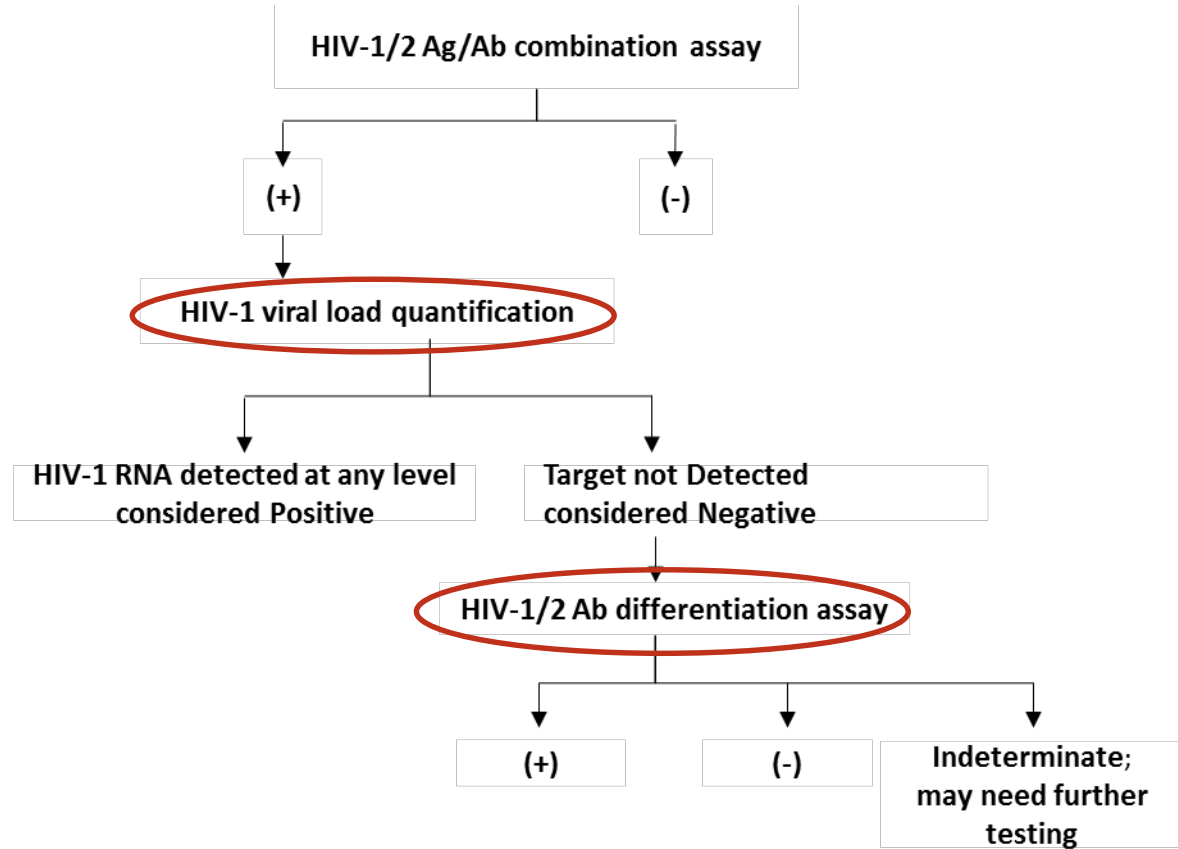 HIV-1/2 Ag/Ab combination assay
(+)
(-)
HIV-1 viral load quantification
HIV-1 RNA detected at any level
considered Positive
Target not Detected
considered Negative
HIV-1/2 Ab differentiation assay
(+)
(-)
Indeterminate;
may need further
testing